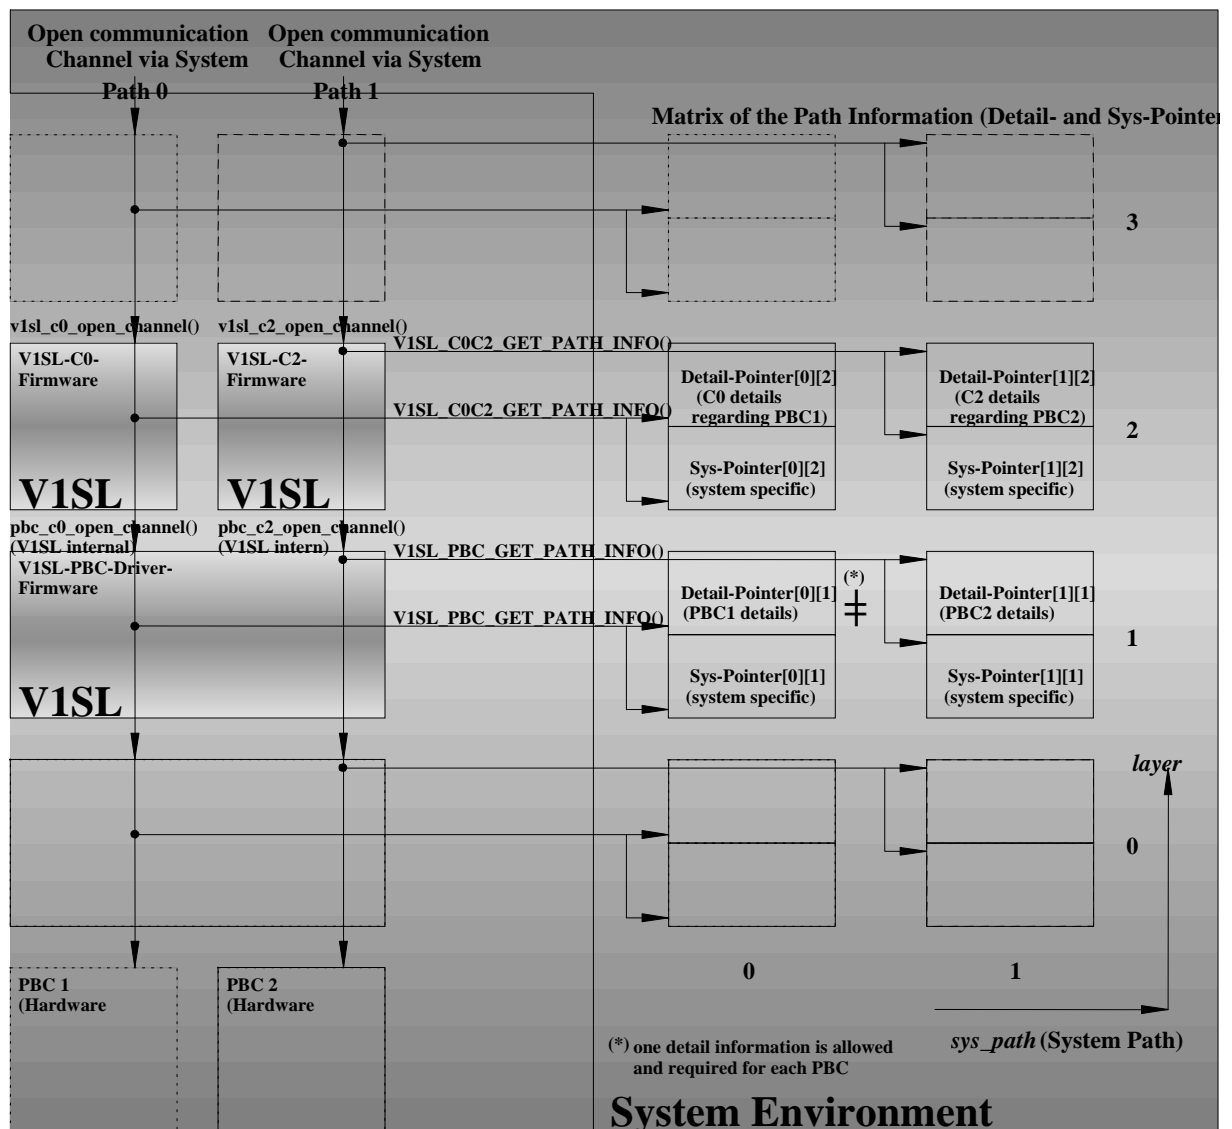 Open communication
Channel via System
Path 0
Open communication
Channel via System
Path 1
Matrix of the Path Information (Detail- and Sys-Pointer
3
v1sl_c0_open_channel()
v1sl_c2_open_channel()
V1SL-C0-
Firmware
V1SL
V1SL-C2-
Firmware
V1SL
V1SL_C0C2_GET_PATH_INFO()
V1SL_C0C2_GET_PATH_INFO()
Detail-Pointer[0][2]
(C0 details
regarding PBC1)
Sys-Pointer[0][2]
(system specific)
Detail-Pointer[1][2]
(C2 details
regarding PBC2)
Sys-Pointer[1][2]
(system specific)
2
pbc_c0_open_channel()
(V1SL internal)
pbc_c2_open_channel()
(V1SL intern)
V1SL-PBC-Driver-
Firmware
V1SL
V1SL_PBC_GET_PATH_INFO()
V1SL_PBC_GET_PATH_INFO()
Detail-Pointer[0][1]
(PBC1 details)
Sys-Pointer[0][1]
(system specific)
(*)
Detail-Pointer[1][1]
(PBC2 details)
Sys-Pointer[1][1]
(system specific)
1
layer
0
PBC 1
(Hardware
PBC 2
(Hardware
0
1
sys_path (System Path)
(*) one detail information is allowed
and required for each PBC
System Environment